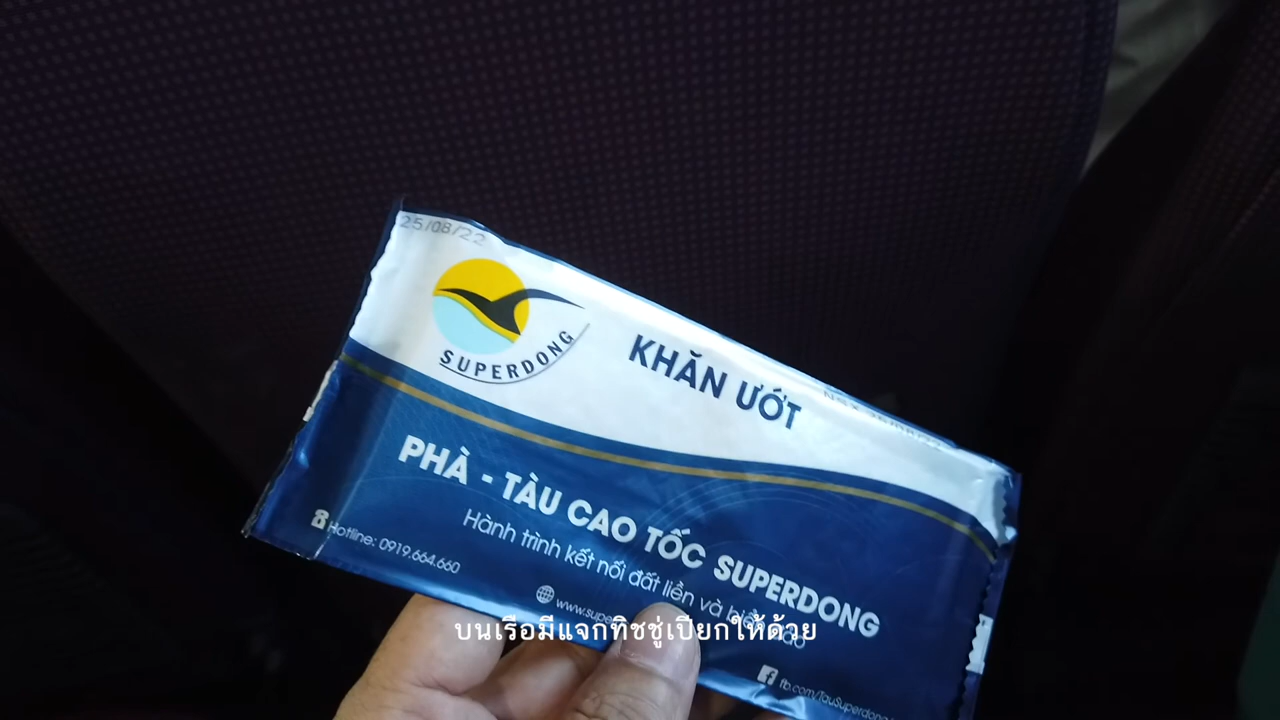 25/08/22
SUPERDONG
KHĂN ƯỚT
PHÀ - TÀU CAO TỐC SUPERDONG
Hành trình kết nối đất liền và
Hotline: 0919.664.660
บนเรือมีแจกทิชชู่เปียกให้ด้วย